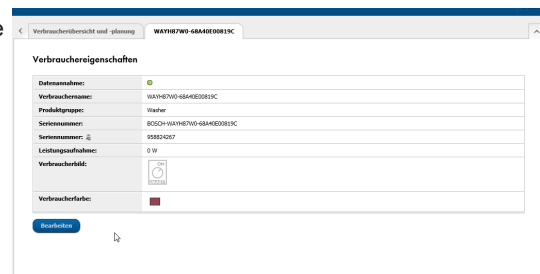 e
Verbraucherübersicht und -planung
WAYH87W0-68A40E00819C
Verbrauchereigenschaften
Datenannahme:
Verbrauchername: WAYH87W0-68A40E00819C
Produktgruppe: Washer
Seriennummer: BOSCH-WAYH87W0-68A40E00819C
Seriennummer: 958824267
Leistungsaufnahme: 0 W
Verbraucherbild:
ON
Verbraucherfarbe:
Bearbeiten